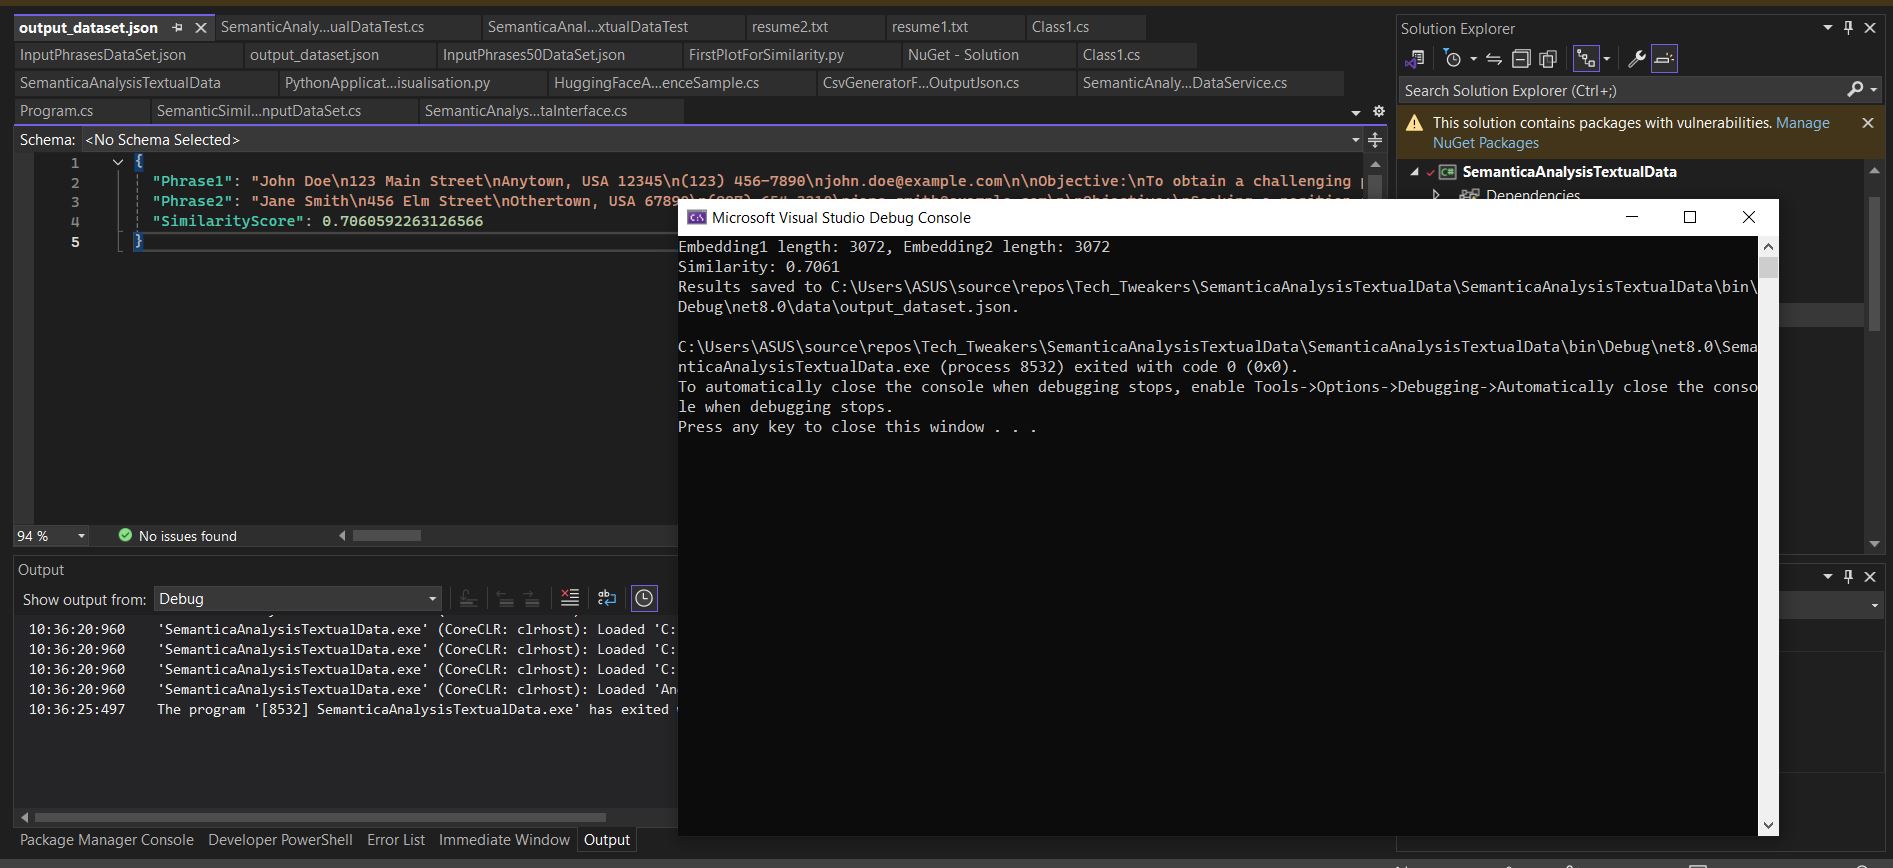 output_dataset.json
SemanticaAnaly...ualDataTest.cs
SemanticaAnal...xtualDataTest
resume2.txt
resume1.txt
Class1.cs
InputPhrasesDataSet.json
output_dataset.json
InputPhrases50DataSet.json
FirstPlotForSimilarity.py
NuGet - Solution
Class1.cs
SemanticaAnalysisTextualData
PythonApplicat...isualisation.py
HuggingFaceA...enceSample.cs
CsvGeneratorF...OutputJson.cs
SemanticAnaly...DataService.cs
Program.cs
SemanticSimil...nputDataSet.cs
SemanticAnalys...taInterface.cs
Schema: <No Schema Selected>
1 {
2 "Phrase1": "John Doe\n123 Main Street\nAnytown, USA 12345\n(123) 456-7890\njohn.doe@example.com\n\nObjective:\nTo obtain a challenging
3 "Phrase2": "Jane Smith\n456 Elm Street\nOthertown, USA
4 "SimilarityScore": 0.7060592263126566
5 }
94 %
No issues found
Solution Explorer
Search Solution Explorer (Ctrl+;)
This solution contains packages with vulnerabilities. Manage
NuGet Packages
SemanticaAnalysisTextualData
Dependencies
Microsoft Visual Studio Debug Console
Embedding1 length: 3072, Embedding2 length: 3072
Similarity: 0.7061
Results saved to C:\Users\ASUS\source\repos\Tech_Tweakers\SemanticaAnalysisTextualData\SemanticaAnalysisTextualData\bin\
Debug\net8.0\data\output_dataset.json.
C:\Users\ASUS\source\repos\Tech_Tweakers\SemanticaAnalysisTextualData\SemanticaAnalysisTextualData\bin\Debug\net8.0\Sema
nticaAnalysisTextualData.exe (process 8532) exited with code 0 (0x0).
To automatically close the console when debugging stops, enable Tools->Options->Debugging->Automatically close the conso
le when debugging stops.
Press any key to close this window . . .
Output
Show output from: Debug
10:36:20:960 'SemanticaAnalysisTextualData.exe' (CoreCLR: clrhost): Loaded 'C:
10:36:20:960 'SemanticaAnalysisTextualData.exe' (CoreCLR: clrhost): Loaded 'C:
10:36:20:960 'SemanticaAnalysisTextualData.exe' (CoreCLR: clrhost): Loaded 'C:
10:36:20:960 'SemanticaAnalysisTextualData.exe' (CoreCLR: clrhost): Loaded 'An
10:36:25:497 The program '[8532] SemanticaAnalysisTextualData.exe' has exited
Package Manager Console
Developer PowerShell
Error List
Immediate Window
Output